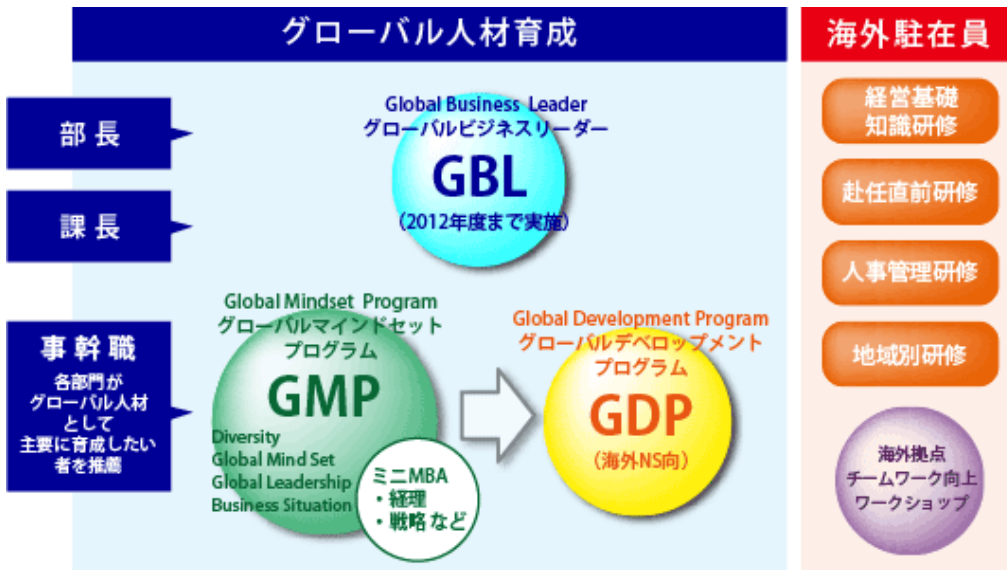 グローバル人材育成
海外駐在員
部長
課長
事幹職
各部門が
グローバル人材
として
主要に育成したい
者を推薦
Global Business Leader
グローバルビジネスリーダー
GBL
(2012年度まで実施)
Global Mindset Program
グローバルマインドセット
プログラム
GMP
Diversity
Global Mind Set
Global Leadership
Business Situation
ミニMBA
・経理
・戦略など
Global Development Program
グローバルデベロップメント
プログラム
GDP
(海外NS向)
経営基礎
知識研修
赴任直前研修
人事管理研修
地域別研修
海外拠点
チームワーク向上
ワークショップ